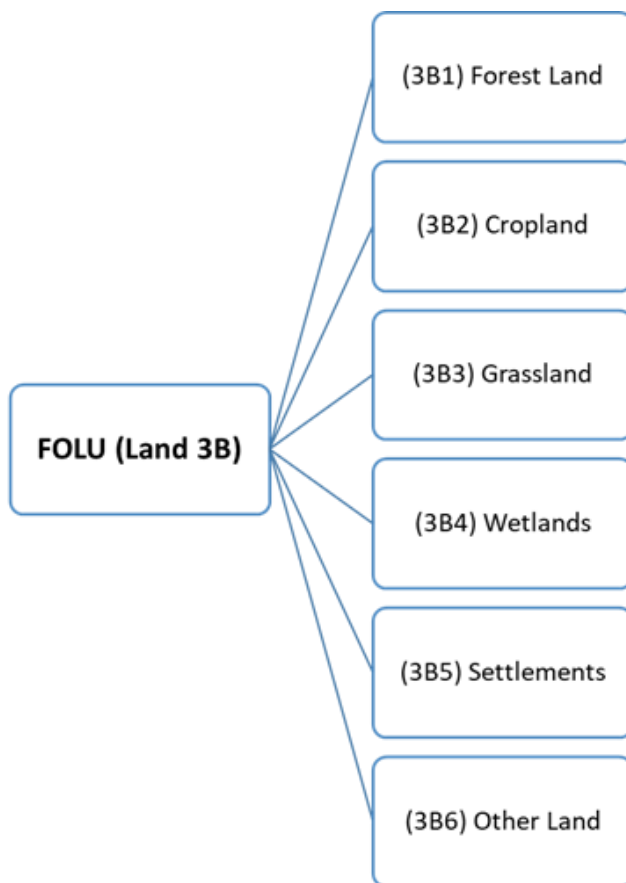 (3B1) Forest Land
(3B2) Cropland
(3B3) Grassland
FOLU (Land 3B)
(3B4) Wetlands
(3B5) Settlements
(3B6) Other Land